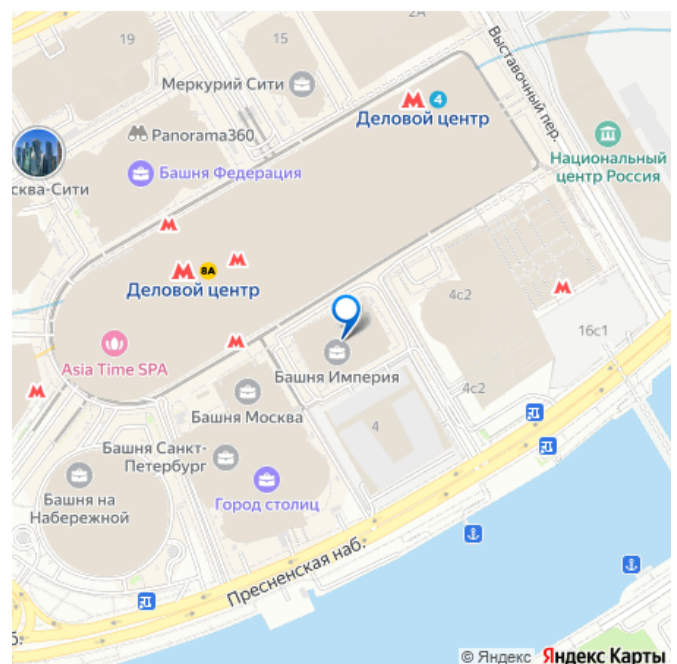 2А
19
15
Выставочный пер.
Меркурий Сити
4
Деловой центр
Panorama360
Национальный
центр Россия
Башня Федерация
сква-Сити
8А
Деловой центр
4с2
16с1
Asia Time SPA
Башня Империя
4с2
Башня Москва
4
Башня Санкт-
Петербург
Город столиц
Башня на
Набережной
Пресненская наб.
б.
© Яндекс Яндекс Карты